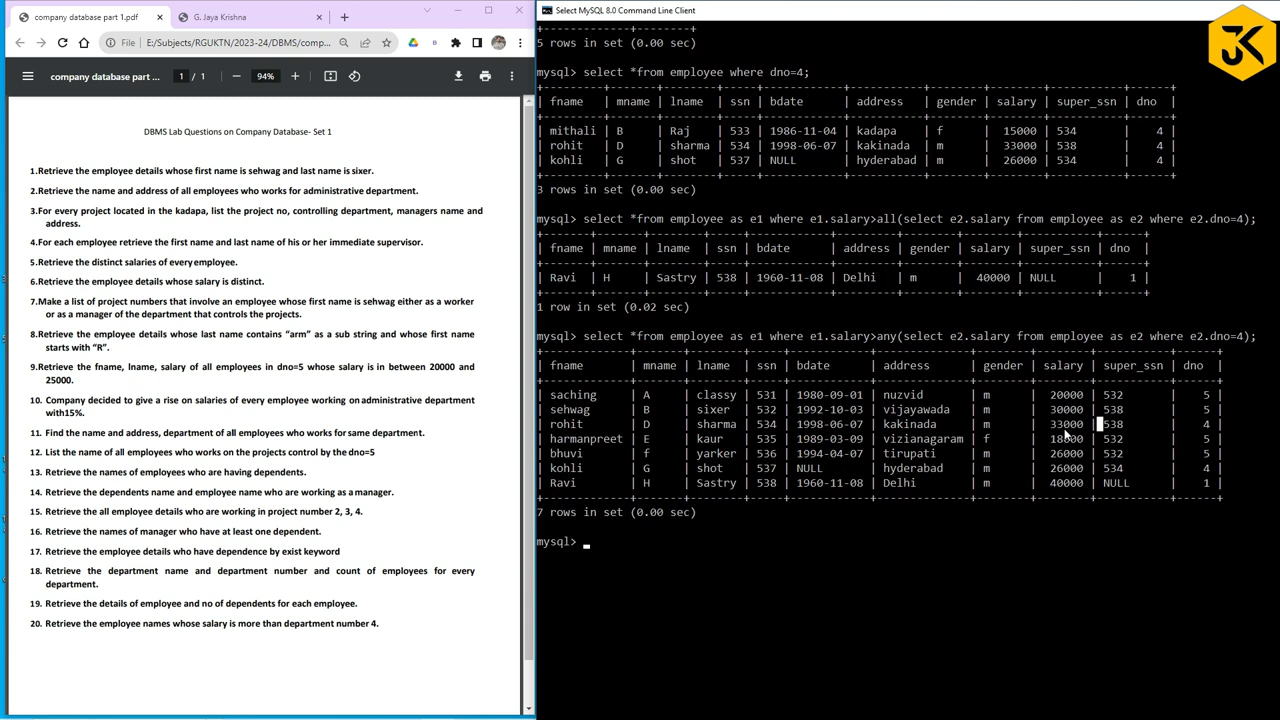 company database part 1.pdf
G. Jaya Krishna
File
E:/Subjects/RGUKTN/2023-24/DBMS/comp...
company database part ...
1 / 1
94%
DBMS Lab Questions on Company Database- Set 1
1.Retrieve the employee details whose first name is sehwag and last name is sixer.
2.Retrieve the name and address of all employees who works for administrative department.
3.For every project located in the kadapa, list the project no, controlling department, managers name and
address.
4.For each employee retrieve the first name and last name of his or her immediate supervisor.
5.Retrieve the distinct salaries of every employee.
6.Retrieve the employee details whose salary is distinct.
7.Make a list of project numbers that involve an employee whose first name is sehwag either as a worker
or as a manager of the department that controls the projects.
8.Retrieve the employee details whose last name contains “arm” as a sub string and whose first name
starts with “R”.
9.Retrieve the fname, lname, salary of all employees in dno=5 whose salary is in between 20000 and
25000.
10. Company decided to give a rise on salaries of every employee working on administrative department
with15%.
11. Find the name and address, department of all employees who works for same department.
12. List the name of all employees who works on the projects control by the dno=5
13. Retrieve the names of employees who are having dependents.
14. Retrieve the dependents name and employee name who are working as a manager.
15. Retrieve the all employee details who are working in project number 2, 3, 4.
16. Retrieve the names of manager who have at least one dependent.
17. Retrieve the employee details who have dependence by exist keyword
18. Retrieve the department name and department number and count of employees for every
department.
19. Retrieve the details of employee and no of dependents for each employee.
20. Retrieve the employee names whose salary is more than department number 4.
Select MySQL 8.0 Command Line Client
JK
5 rows in set (0.00 sec)
mysql> select *from employee where dno=4;
| fname | mname | lname | ssn | bdate | address | gender | salary | super_ssn | dno |
| mithali | B | Raj | 533 | 1986-11-04 | kadapa | f | 15000 | 534 | 4 |
| rohit | D | sharma | 534 | 1998-06-07 | kakinada | m | 33000 | 538 | 4 |
| kohli | G | shot | 537 | NULL | hyderabad | m | 26000 | 534 | 4 |
3 rows in set (0.00 sec)
mysql> select *from employee as e1 where e1.salary>all(select e2.salary from employee as e2 where e2.dno=4);
| fname | mname | lname | ssn | bdate | address | gender | salary | super_ssn | dno |
| Ravi | H | Sastry | 538 | 1960-11-08 | Delhi | m | 40000 | NULL | 1 |
1 row in set (0.02 sec)
mysql> select *from employee as e1 where e1.salary>any(select e2.salary from employee as e2 where e2.dno=4);
| fname | mname | lname | ssn | bdate | address | gender | salary | super_ssn | dno |
| saching | A | classy | 531 | 1980-09-01 | nuzvid | m | 20000 | 532 | 5 |
| sehwag | B | sixer | 532 | 1992-10-03 | vijayawada | m | 30000 | 538 | 5 |
| rohit | D | sharma | 534 | 1998-06-07 | kakinada | m | 33000 | 538 | 4 |
| harmanpreet | E | kaur | 535 | 1989-03-09 | vizianagaram | f | 18000 | 532 | 5 |
| bhuvi | f | yarker | 536 | 1994-04-07 | tirupati | m | 26000 | 532 | 5 |
| kohli | G | shot | 537 | NULL | hyderabad | m | 26000 | 534 | 4 |
| Ravi | H | Sastry | 538 | 1960-11-08 | Delhi | m | 40000 | NULL | 1 |
7 rows in set (0.00 sec)
mysql>